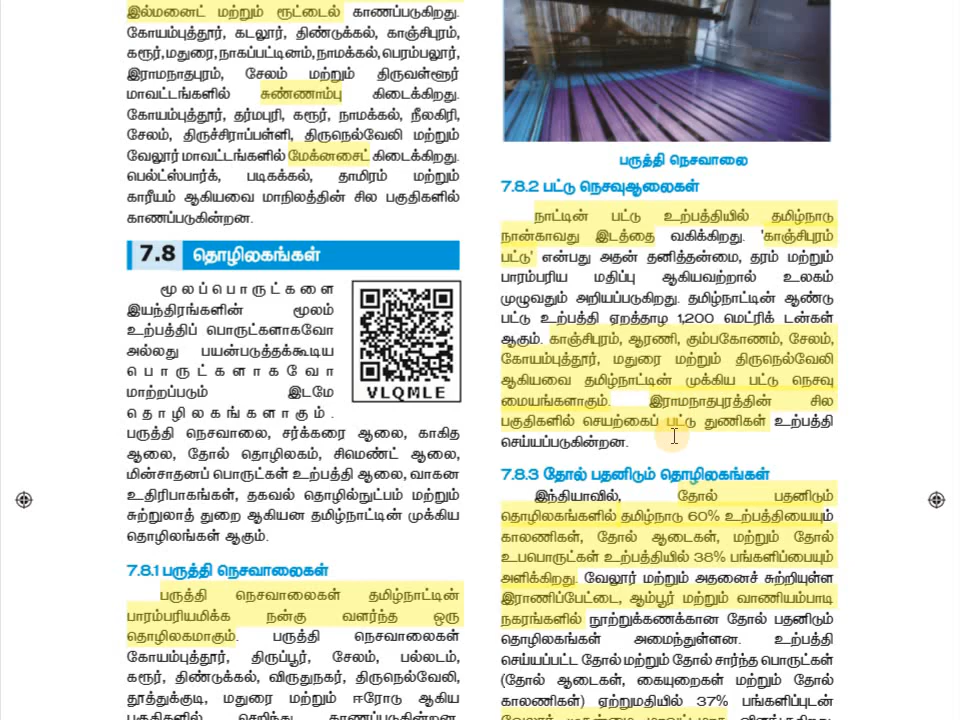 இல்மனைட் மற்றும் ரூட்டைல் காணப்படுகிறது.
கோயம்புத்தூர், கடலூர், திண்டுக்கல், காஞ்சிபுரம்,
கரூர், மதுரை, நாகப்பட்டினம், நாமக்கல், பெரம்பலூர்,
இராமநாதபுரம், சேலம் மற்றும் திருவள்ளூர்
மாவட்டங்களில் சுண்ணாம்பு கிடைக்கிறது.
கோயம்புத்தூர், தர்மபுரி, கரூர், நாமக்கல், நீலகிரி,
சேலம், திருச்சிராப்பள்ளி, திருநெல்வேலி மற்றும்
வேலூர் மாவட்டங்களில் மேக்னசைட் கிடைக்கிறது.
பெல்ட்ஸ்பார்க், படிகக்கல், தாமிரம் மற்றும்
காரீயம் ஆகியவை மாநிலத்தின் சில பகுதிகளில்
காணப்படுகின்றன.
7.8 தொழிலகங்கள்
மூலப்பொருட்களை
இயந்திரங்களின் மூலம்
உற்பத்திப் பொருட்களாகவோ
அல்லது பயன்படுத்தக்கூடிய
பொருட்களாகவோ
மாற்றப்படும் இடமே
தொழிலகங்களாகும்.
VLQMLE
பருத்தி நெசவாலை, சர்க்கரை ஆலை, காகித
ஆலை, தோல் தொழிலகம், சிமெண்ட் ஆலை,
மின்சாதனப் பொருட்கள் உற்பத்தி ஆலை, வாகன
உதிரிபாகங்கள், தகவல் தொழில்நுட்பம் மற்றும்
சுற்றுலாத் துறை ஆகியன தமிழ்நாட்டின் முக்கிய
தொழிலங்கள் ஆகும்.
7.8.1 பருத்தி நெசவாலைகள்
பருத்தி நெசவாலைகள் தமிழ்நாட்டின்
பாரம்பரியமிக்க நன்கு வளர்ந்த ஒரு
தொழிலகமாகும். பருத்தி நெசவாலைகள்
கோயம்புத்தூர், திருப்பூர், சேலம், பல்லடம்,
கரூர், திண்டுக்கல், விருதுநகர், திருநெல்வேலி,
தூத்துக்குடி, மதுரை மற்றும் ஈரோடு ஆகிய
பகுதிகளில் செறிந்து காணப்படுகின்றன.
பருத்தி நெசவாலை
7.8.2 பட்டு நெசவுஆலைகள்
நாட்டின் பட்டு உற்பத்தியில் தமிழ்நாடு
நான்காவது இடத்தை வகிக்கிறது. 'காஞ்சிபுரம்
பட்டு' என்பது அதன் தனித்தன்மை, தரம் மற்றும்
பாரம்பரிய மதிப்பு ஆகியவற்றால் உலகம்
முழுவதும் அறியப்படுகிறது. தமிழ்நாட்டின் ஆண்டு
பட்டு உற்பத்தி ஏறத்தாழ 1,200 மெட்ரிக் டன்கள்
ஆகும். காஞ்சிபுரம், ஆரணி, கும்பகோணம், சேலம்,
கோயம்புத்தூர், மதுரை மற்றும் திருநெல்வேலி
ஆகியவை தமிழ்நாட்டின் முக்கிய பட்டு நெசவு
மையங்களாகும். இராமநாதபுரத்தின் சில
பகுதிகளில் செயற்கைப் பட்டு துணிகள் உற்பத்தி
செய்யப்படுகின்றன.
7.8.3 தோல் பதனிடும் தொழிலகங்கள்
இந்தியாவில், தோல் பதனிடும்
தொழிலகங்களில் தமிழ்நாடு 60% உற்பத்தியையும்
காலணிகள், தோல் ஆடைகள், மற்றும் தோல்
உபபொருட்கள் உற்பத்தியில் 38% பங்களிப்பையும்
அளிக்கிறது. வேலூர் மற்றும் அதனைச் சுற்றியுள்ள
இராணிப்பேட்டை, ஆம்பூர் மற்றும் வாணியம்பாடி
நகரங்களில் நூற்றுக்கணக்கான தோல் பதனிடும்
தொழிலகங்கள் அமைந்துள்ளன. உற்பத்தி
செய்யப்பட்ட தோல் மற்றும் தோல் சார்ந்த பொருட்கள்
(தோல் ஆடைகள், கையுறைகள் மற்றும் தோல்
காலணிகள்) ஏற்றுமதியில் 37% பங்களிப்புடன்